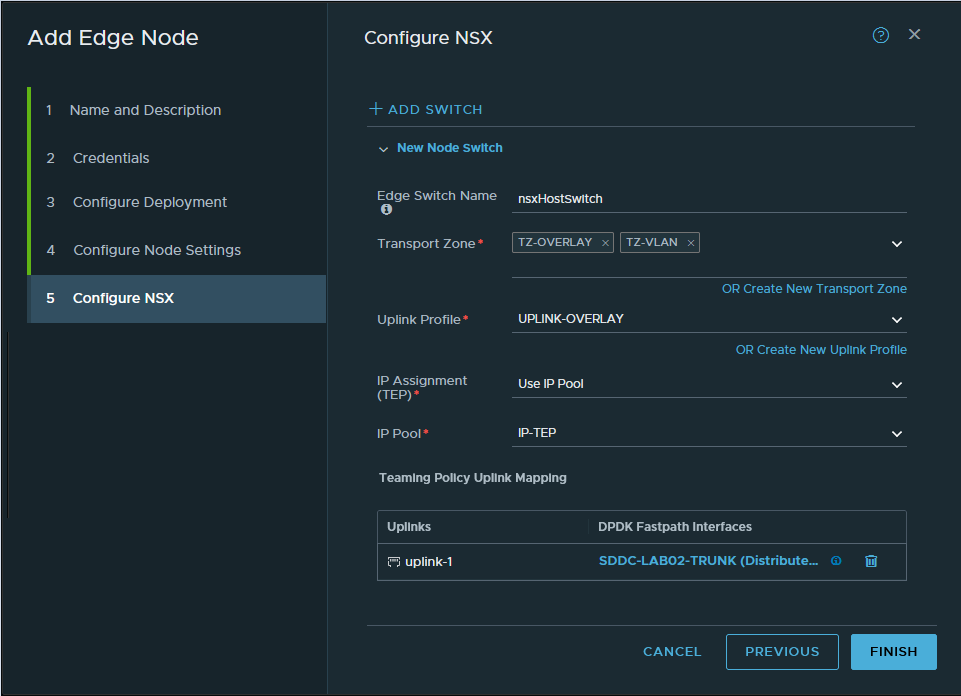 Add Edge Node
1 Name and Description
2 Credentials
3 Configure Deployment
4 Configure Node Settings
5 Configure NSX
Configure NSX
?
+ ADD SWITCH
New Node Switch
Edge Switch Name nsxHostSwitch
Transport Zone* TZ-OVERLAY × TZ-VLAN ×
OR Create New Transport Zone
Uplink Profile* UPLINK-OVERLAY
OR Create New Uplink Profile
IP Assignment
(TEP)* Use IP Pool
IP Pool* IP-TEP
Teaming Policy Uplink Mapping
Uplinks DPDK Fastpath Interfaces
uplink-1 SDDC-LAB02-TRUNK (Distribute...
CANCEL PREVIOUS FINISH